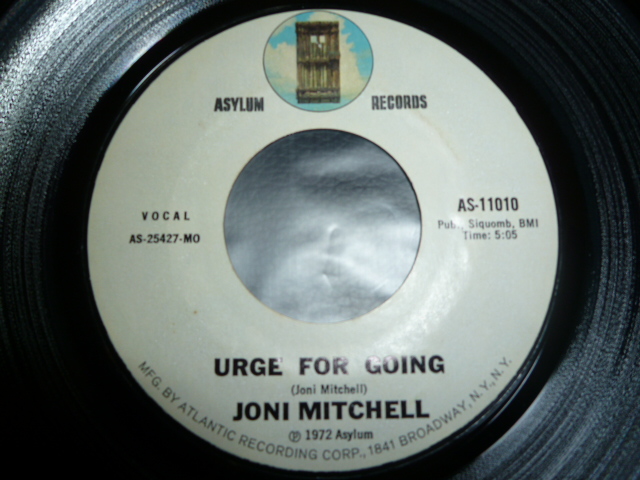 ASYLUM RECORDS
VOCAL
AS-25427-MO
AS-11010
Publ. Siquomb, BMI
Time: 5:05
URGE FOR GOING
(Joni Mitchell)
JONI MITCHELL
℗ 1972 Asylum
MFG. BY ATLANTIC RECORDING CORP., 1841 BROADWAY, N.Y., N.Y.